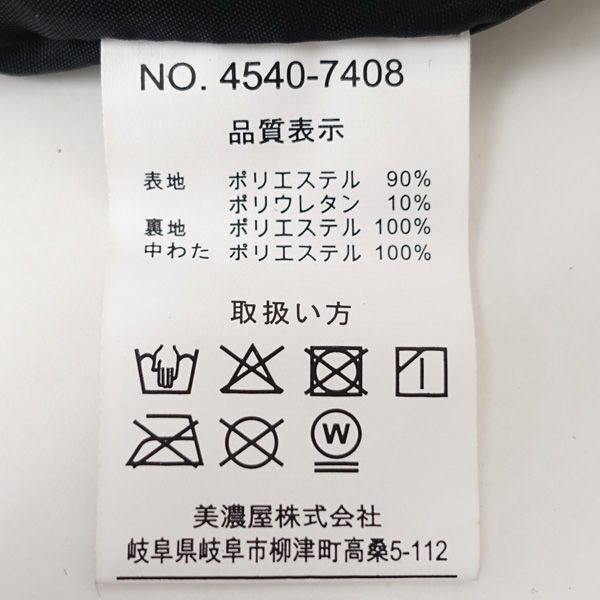 NO. 4540-7408
品質表示
表地 ポリエステル 90%
ポリウレタン 10%
裏地 ポリエステル 100%
中わた ポリエステル 100%
取扱い方
W
美濃屋株式会社
岐阜県岐阜市柳津町高桑5-112